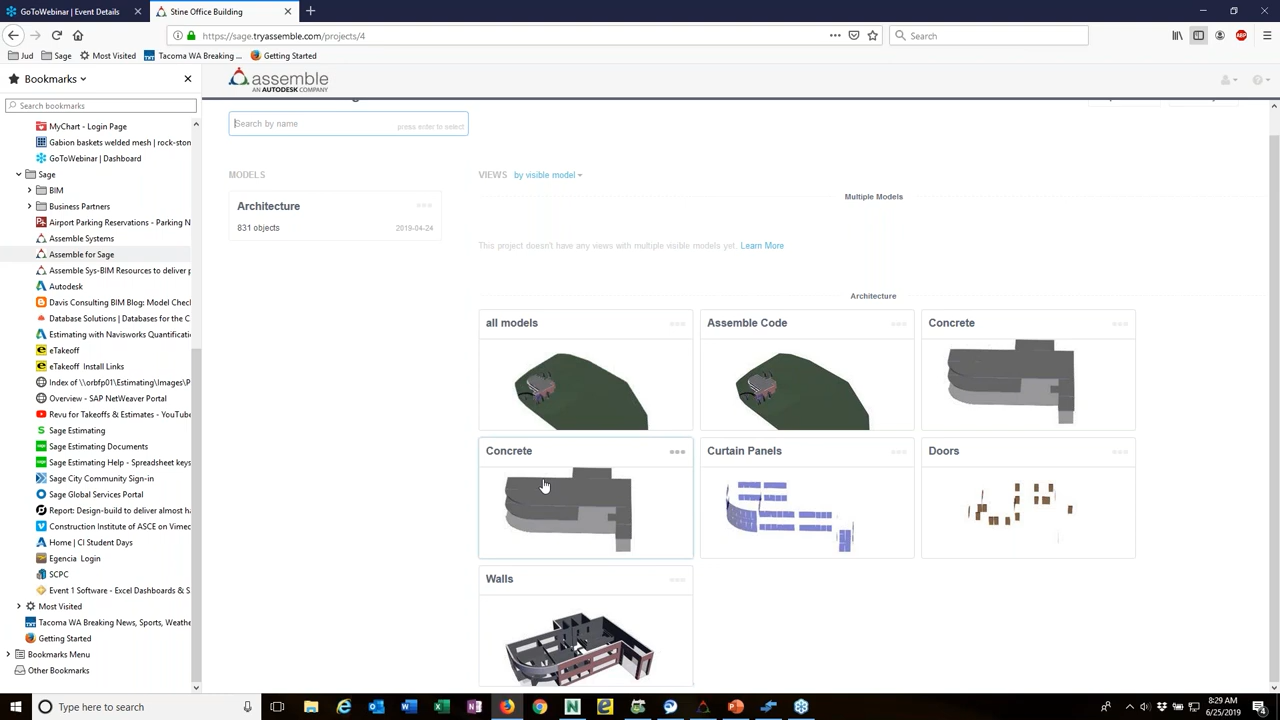 GoToWebinar | Event Details
Stine Office Building
https://sage.tryassemble.com/projects/4
Search
Jud
Sage
Most Visited
Tacoma WA Breaking ...
Getting Started
Bookmarks
Search bookmarks
MyChart - Login Page
Gabion baskets welded mesh | rock-ston
GoToWebinar | Dashboard
Sage
BIM
Business Partners
Airport Parking Reservations - Parking N
Assemble Systems
Assemble for Sage
Assemble Sys-BIM Resources to deliver p
Autodesk
Davis Consulting BIM Blog: Model Chec
Database Solutions | Databases for the C
Estimating with Navisworks Quantificati
eTakeoff
eTakeoff Install Links
Index of \\orbfp01\Estimating\Images\P
Overview - SAP NetWeaver Portal
Revu for Takeoffs & Estimates - YouTube
Sage Estimating
Sage Estimating Documents
Sage Estimating Help - Spreadsheet keys
Sage City Community Sign-in
Sage Global Services Portal
Report: Design-build to deliver almost ha
Construction Institute of ASCE on Vimec
Home | CI Student Days
Egencia Login
SCPC
Event 1 Software - Excel Dashboards & S
Most Visited
Tacoma WA Breaking News, Sports, Weathe
Getting Started
Bookmarks Menu
Other Bookmarks
assemble
AN AUTODESK COMPANY
Search by name
press enter to select
MODELS
Architecture
831 objects
2019-04-24
VIEWS by visible model
Multiple Models
This project doesn't have any views with multiple visible models yet. Learn More
Architecture
all models
Assemble Code
Concrete
Concrete
Curtain Panels
Doors
Walls
Type here to search
8:29 AM
6/25/2019